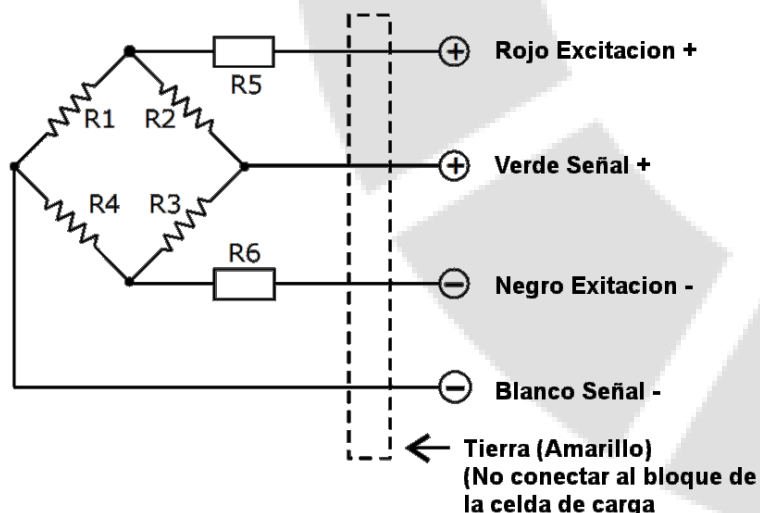 Rojo Excitacion +
R5
R1
R2
Verde Señal +
R4
R3
R6
Negro Exitacion -
Blanco Señal -
Tierra (Amarillo)
(No conectar al bloque de
la celda de carga